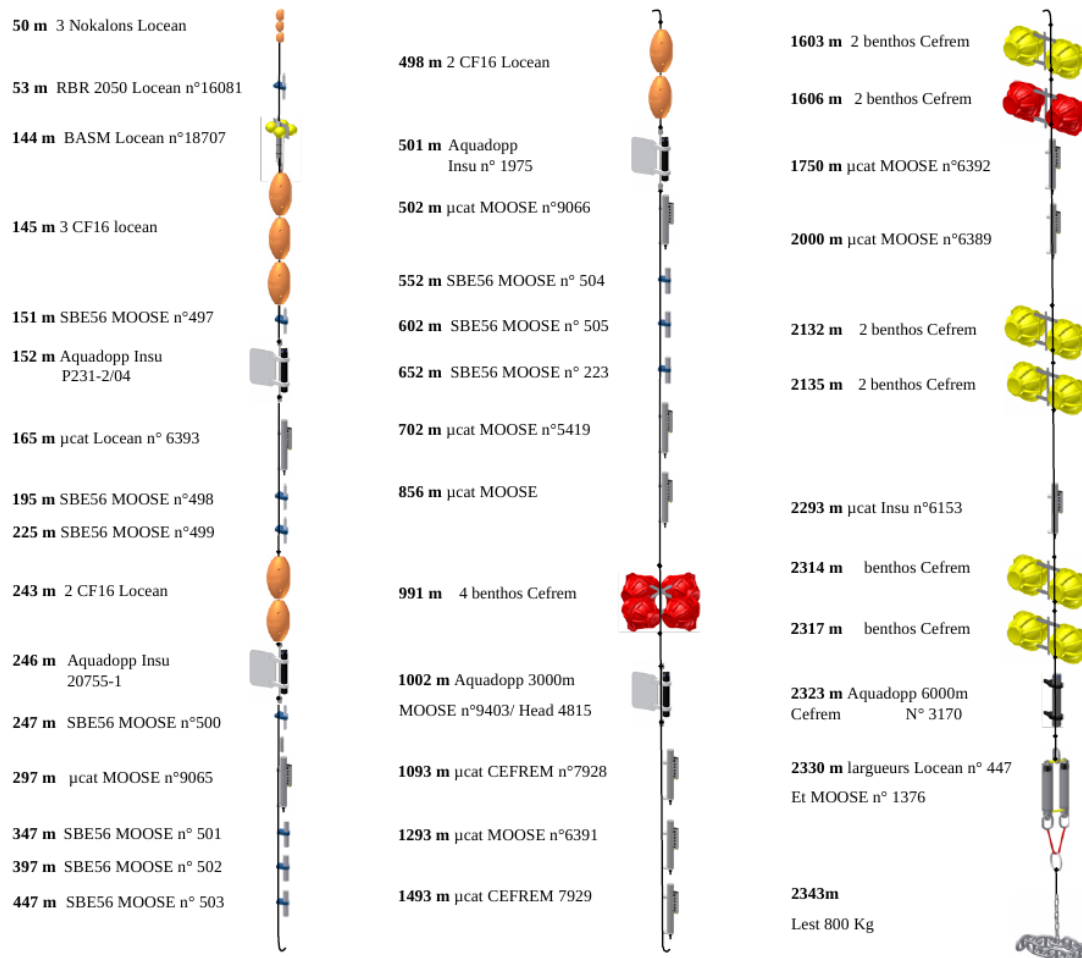 50 m 3 Nokalons Locean
53 m RBR 2050 Locean n°16081
144 m BASM Locean n°18707
145 m 3 CF16 locean
151 m SBE56 MOOSE n°497
152 m Aquadopp Insu
P231-2/04
165 m µcat Locean n° 6393
195 m SBE56 MOOSE n°498
225 m SBE56 MOOSE n°499
243 m 2 CF16 Locean
246 m Aquadopp Insu
20755-1
247 m SBE56 MOOSE n°500
297 m µcat MOOSE n°9065
347 m SBE56 MOOSE n° 501
397 m SBE56 MOOSE n° 502
447 m SBE56 MOOSE n° 503
498 m 2 CF16 Locean
501 m Aquadopp
Insu n° 1975
502 m µcat MOOSE n°9066
552 m SBE56 MOOSE n° 504
602 m SBE56 MOOSE n° 505
652 m SBE56 MOOSE n° 223
702 m µcat MOOSE n°5419
856 m µcat MOOSE
991 m 4 benthos Cefrem
1002 m Aquadopp 3000m
MOOSE n°9403/ Head 4815
1093 m µcat CEFREM n°7928
1293 m µcat MOOSE n°6391
1493 m µcat CEFREM 7929
1603 m 2 benthos Cefrem
1606 m 2 benthos Cefrem
1750 m µcat MOOSE n°6392
2000 m µcat MOOSE n°6389
2132 m 2 benthos Cefrem
2135 m 2 benthos Cefrem
2293 m µcat Insu n°6153
2314 m benthos Cefrem
2317 m benthos Cefrem
2323 m Aquadopp 6000m
Cefrem N° 3170
2330 m largueurs Locean n° 447
Et MOOSE n° 1376
2343m
Lest 800 Kg